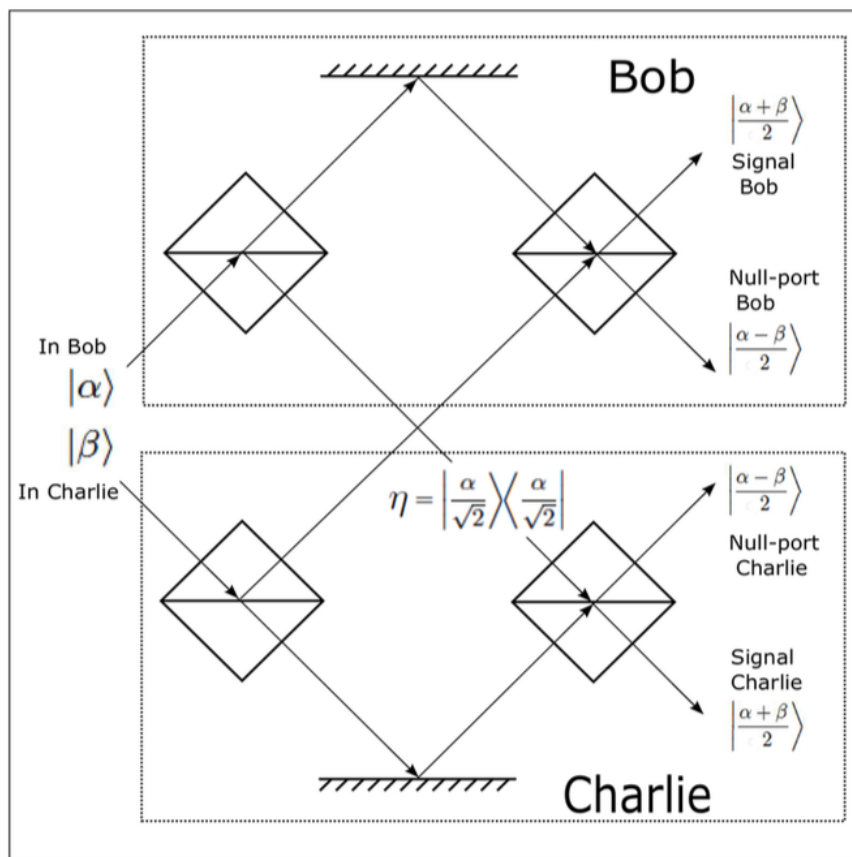 Bob
|α+β/2⟩
Signal
Bob
Null-port
Bob
|α−β/2⟩
In Bob
|α⟩
|β⟩
In Charlie
η = |α/√2⟩⟨α/√2|
|α−β/2⟩
Null-port
Charlie
Signal
Charlie
|α+β/2⟩
Charlie